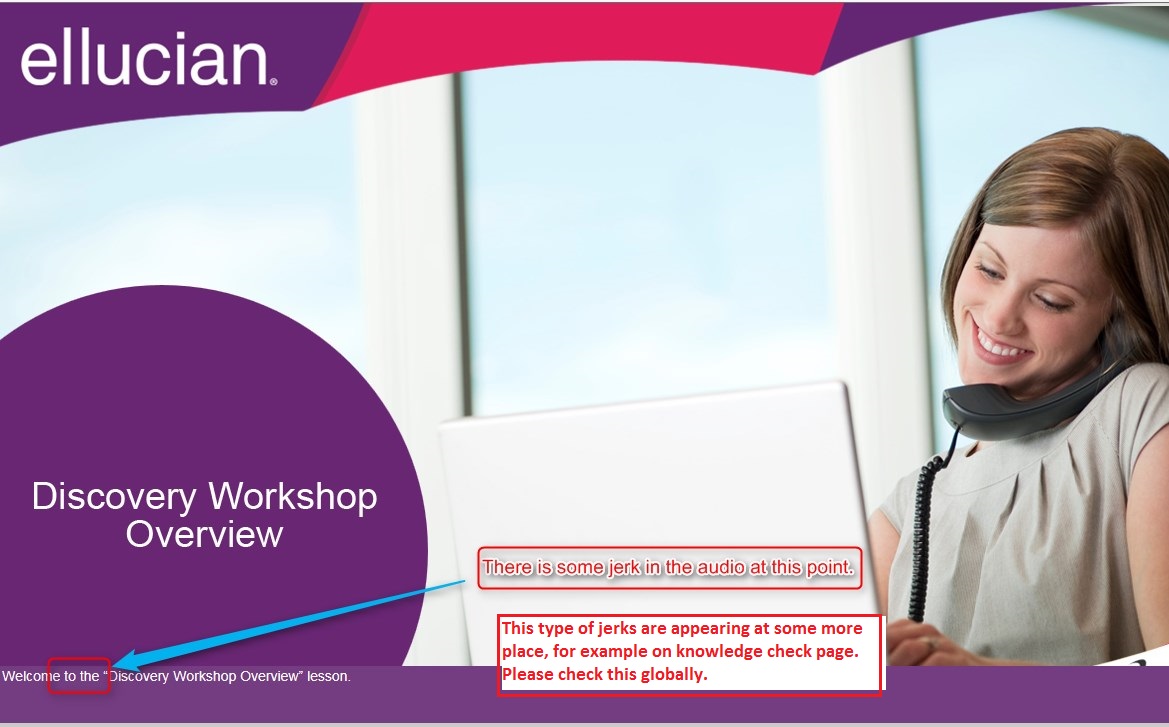 ellucian®
Discovery Workshop
Overview
There is some jerk in the audio at this point.
This type of jerks are appearing at some more
place, for example on knowledge check page.
Please check this globally.
Welcome to the “Discovery Workshop Overview” lesson.